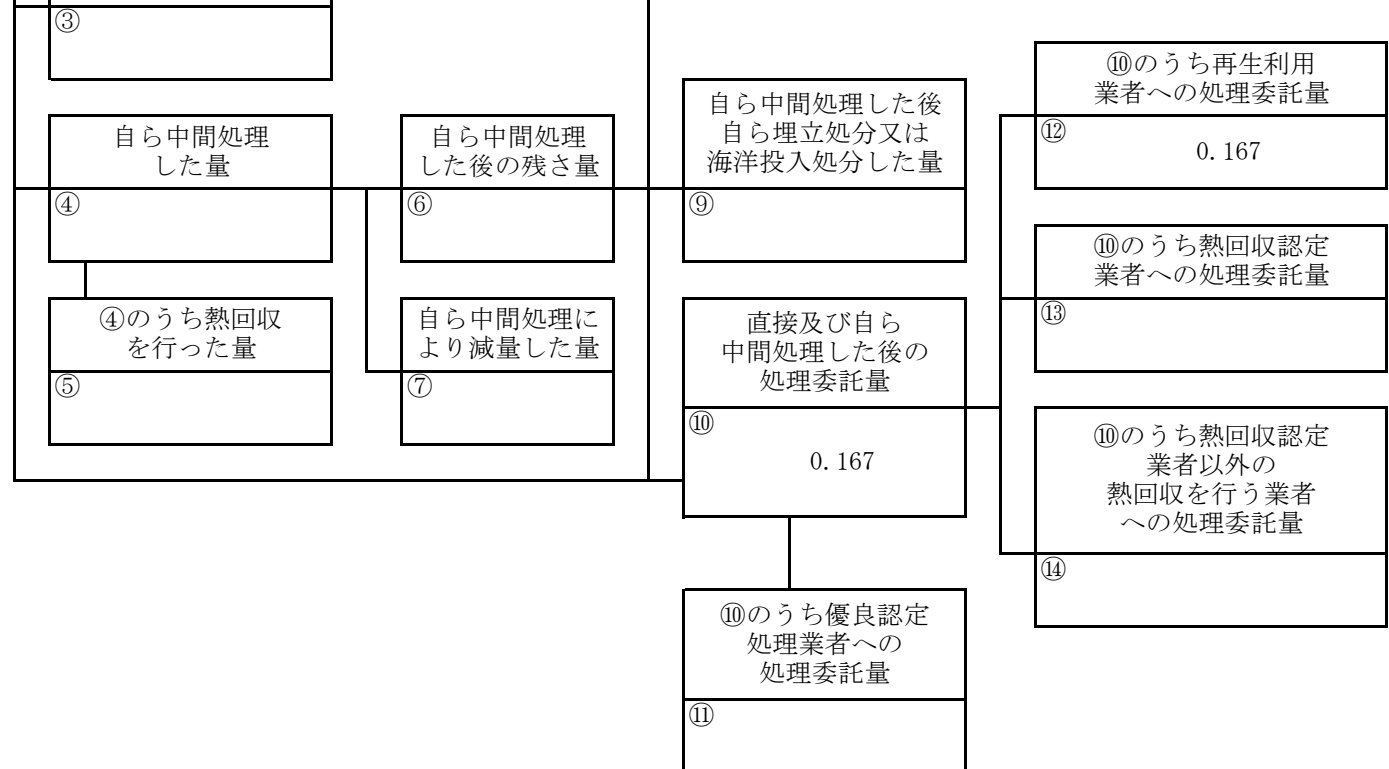 ③
自ら中間処理
した量
④
④のうち熱回収
を行った量
⑤
自ら中間処理
した後の残さ量
⑥
自ら中間処理に
より減量した量
⑦
自ら中間処理した後
自ら埋立処分又は
海洋投入処分した量
⑨
直接及び自ら
中間処理した後の
処理委託量
⑩
0.167
⑩のうち優良認定
処理業者への
処理委託量
⑪
⑩のうち再生利用
業者への処理委託量
⑫
0.167
⑩のうち熱回収認定
業者への処理委託量
⑬
⑩のうち熱回収認定
業者以外の
熱回収を行う業者
への処理委託量
⑭